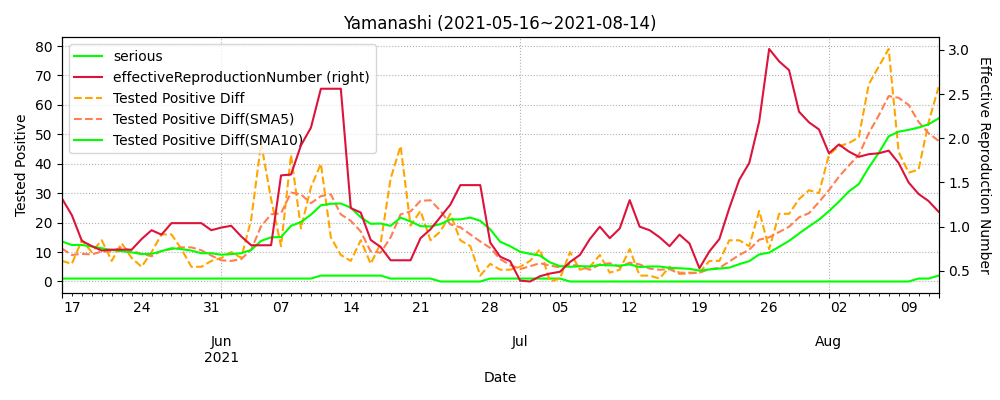 Yamanashi (2021-05-16~2021-08-14)
serious
effectiveReproductionNumber (right)
Tested Positive Diff
Tested Positive Diff(SMA5)
Tested Positive Diff(SMA10)
Tested Positive
80
70
60
50
40
30
20
10
0
3.0
2.5
2.0
1.5
1.0
0.5
Effective Reproduction Number
17 24 31 07 14 21 28 05 12 19 26 02 09
Jun Jul Aug
2021
Date